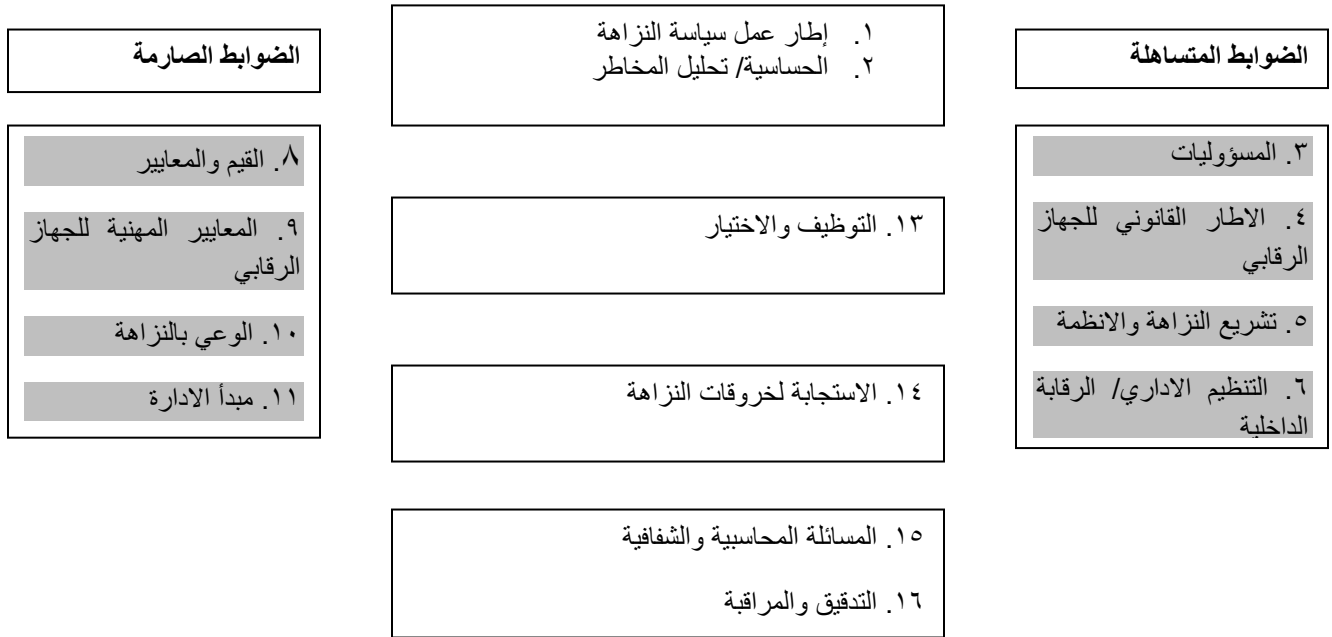 الضوابط المتساهلة
٣. المسؤوليات
٤. الاطار القانوني للجهاز
الرقابي
٥. تشريع النزاهة والانظمة
٦. التنظيم الاداري/ الرقابة
الداخلية
١. إطار عمل سياسة النزاهة
٢. الحساسية/ تحليل المخاطر
١٣. التوظيف والاختيار
١٤. الاستجابة لخروقات النزاهة
١٥. المسائلة المحاسبية والشفافية
١٦. التدقيق والمراقبة
الضوابط الصارمة
٨. القيم والمعايير
٩. المعايير المهنية للجهاز
الرقابي
١٠. الوعي بالنزاهة
١١. مبدأ الادارة